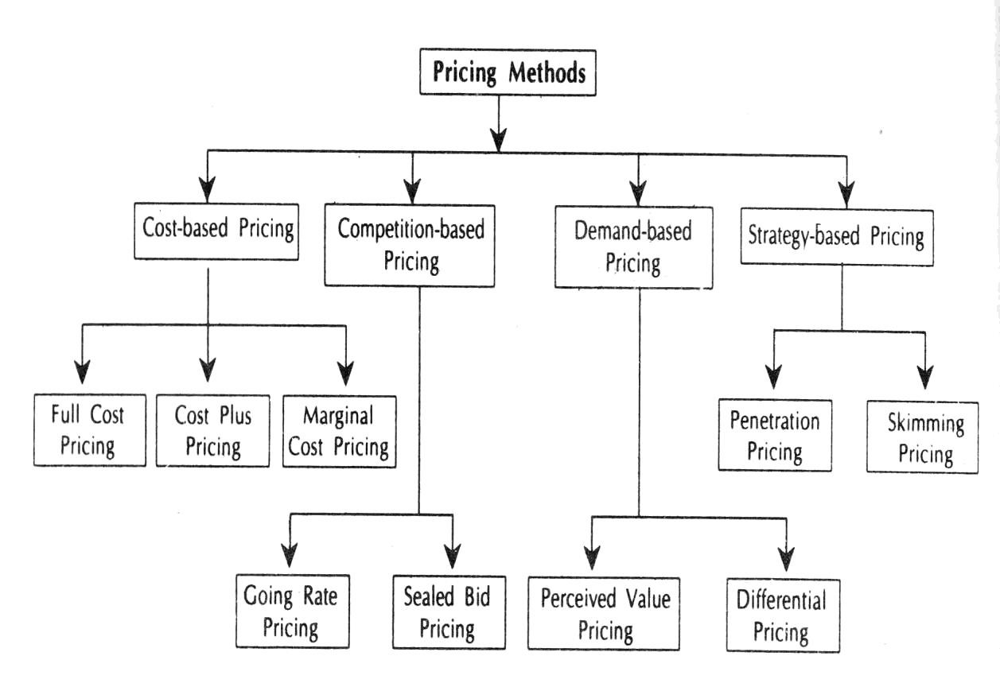 Pricing Methods
Cost-based Pricing
Competition-based
Pricing
Demand-based
Pricing
Strategy-based Pricing
Full Cost
Pricing
Cost Plus
Pricing
Marginal
Cost Pricing
Penetration
Pricing
Skimming
Pricing
Going Rate
Pricing
Sealed Bid
Pricing
Perceived Value
Pricing
Differential
Pricing